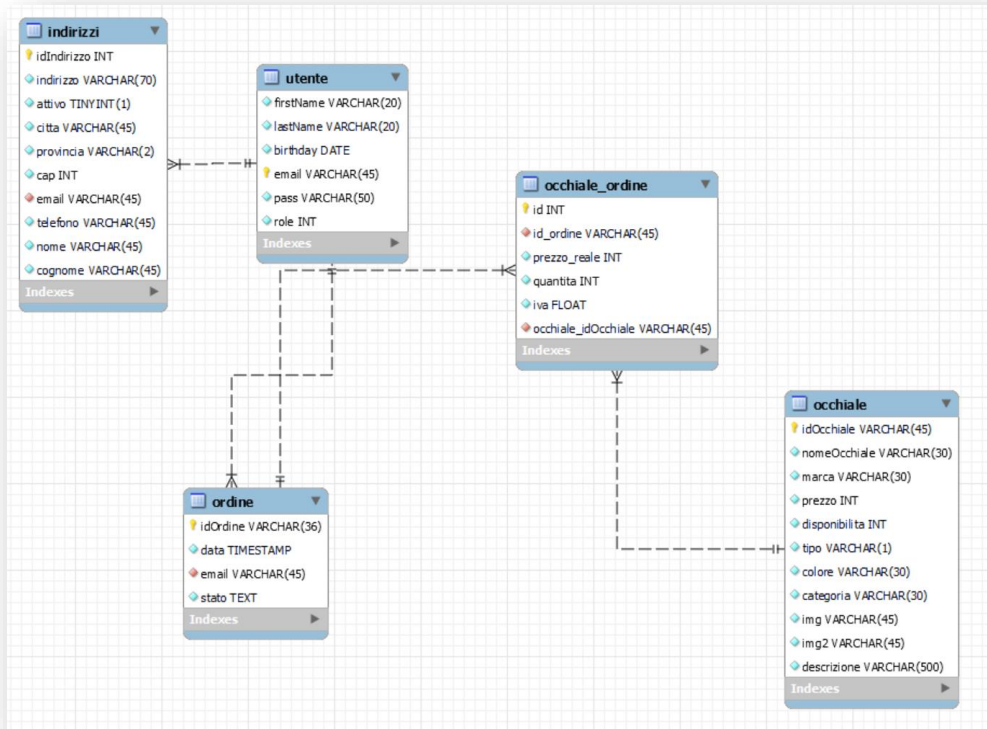 indirizzi
idIndirizzo INT
indirizzo VARCHAR(70)
attivo TINYINT(1)
citta VARCHAR(45)
provincia VARCHAR(2)
cap INT
email VARCHAR(45)
telefono VARCHAR(45)
nome VARCHAR(45)
cognome VARCHAR(45)
Indexes
utente
firstName VARCHAR(20)
lastName VARCHAR(20)
birthday DATE
email VARCHAR(45)
pass VARCHAR(50)
role INT
Indexes
occhiale_ordine
id INT
id_ordine VARCHAR(45)
prezzo_reale INT
quantita INT
iva FLOAT
occhiale_idOcchiale VARCHAR(45)
Indexes
ordine
idOrdine VARCHAR(36)
data TIMESTAMP
email VARCHAR(45)
stato TEXT
Indexes
occhiale
idOcchiale VARCHAR(45)
nomeOcchiale VARCHAR(30)
marca VARCHAR(30)
prezzo INT
disponibilita INT
tipo VARCHAR(1)
colore VARCHAR(30)
categoria VARCHAR(30)
img VARCHAR(45)
img2 VARCHAR(45)
descrizione VARCHAR(500)
Indexes